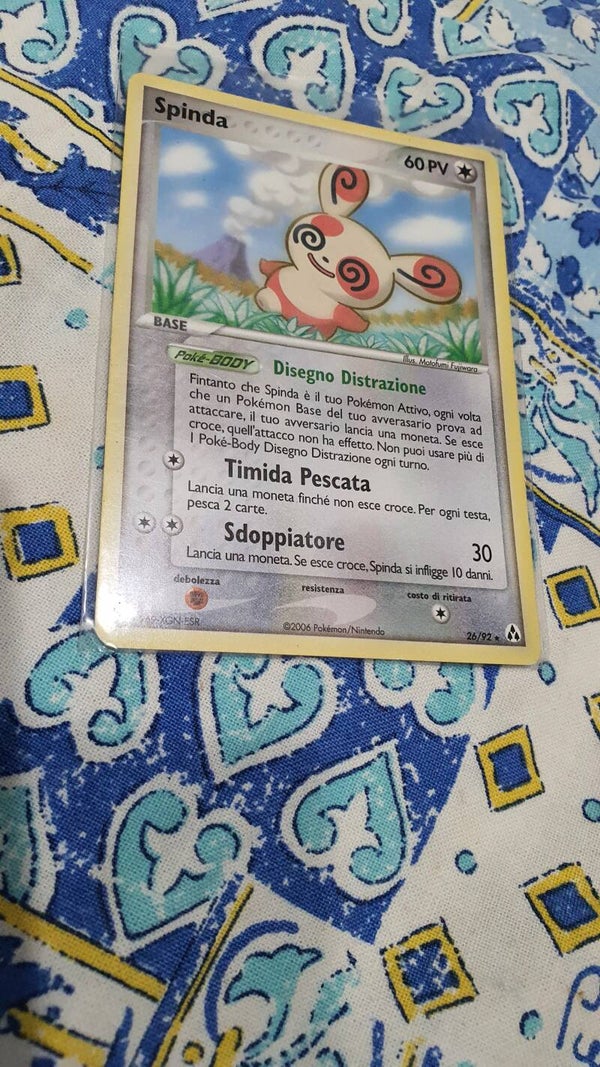 Spinda
60 PV
BASE
Illus. Motofumi Fujiwara
Poké-BODY Disegno Distrazione
Fintanto che Spinda è il tuo Pokémon Attivo, ogni volta
che un Pokémon Base del tuo avverasario prova ad
attaccare, il tuo avversario lancia una moneta. Se esce
croce, quell'attacco non ha effetto. Non puoi usare più di
1 Poké-Body Disegno Distrazione ogni turno.
Timida Pescata
Lancia una moneta finché non esce croce. Per ogni testa,
pesca 2 carte.
Sdoppiatore 30
Lancia una moneta. Se esce croce, Spinda si infligge 10 danni.
debolezza resistenza costo di ritirata
©2006 Pokémon/Nintendo
26/92